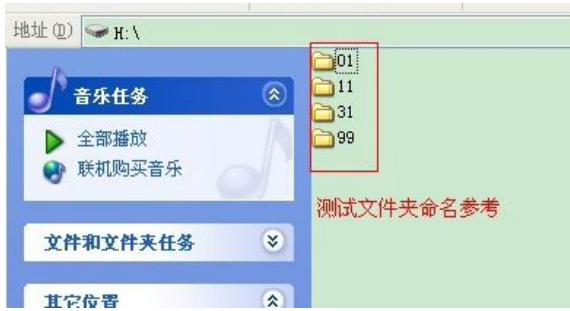 地址(D) H:\
01
11
31
99
音乐任务
全部播放
联机购买音乐
测试文件夹命名参考
文件和文件夹任务
其它位置